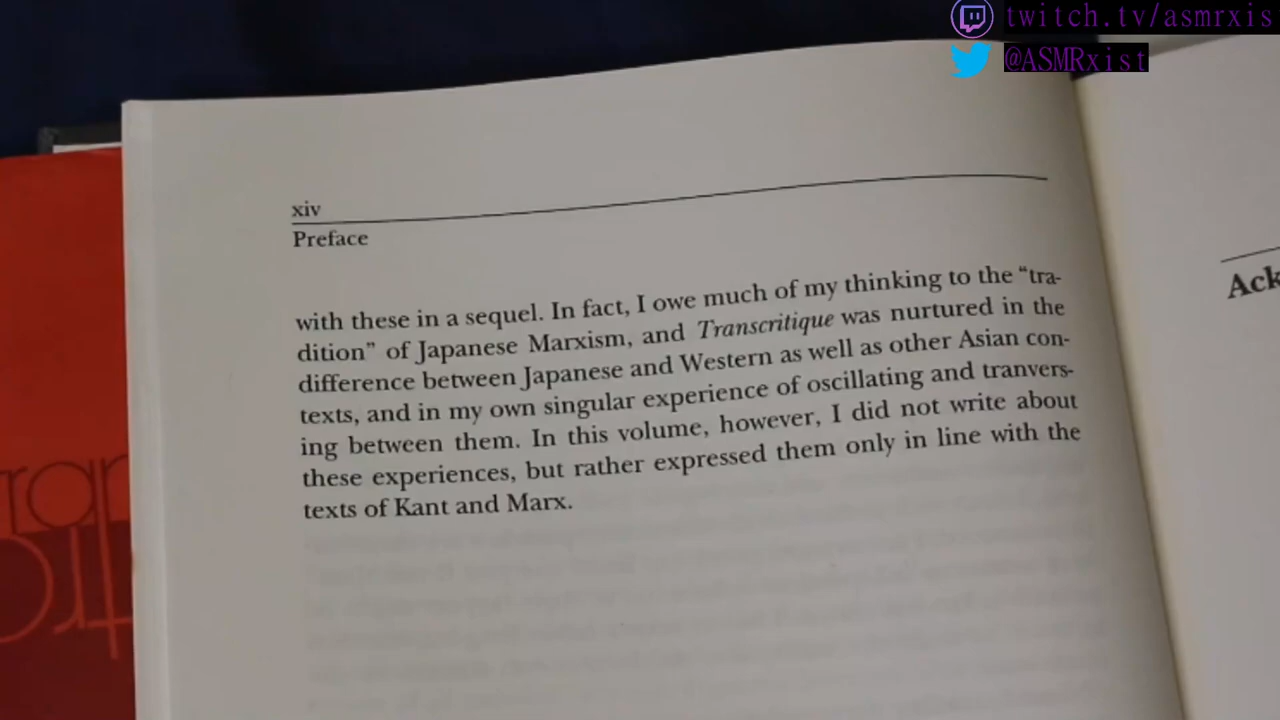 twitch.tv/asmrxis
@ASMRxist
xiv
Preface
with these in a sequel. In fact, I owe much of my thinking to the “tra-
dition” of Japanese Marxism, and Transcritique was nurtured in the
difference between Japanese and Western as well as other Asian con-
texts, and in my own singular experience of oscillating and tranvers-
ing between them. In this volume, however, I did not write about
these experiences, but rather expressed them only in line with the
texts of Kant and Marx.
Ack